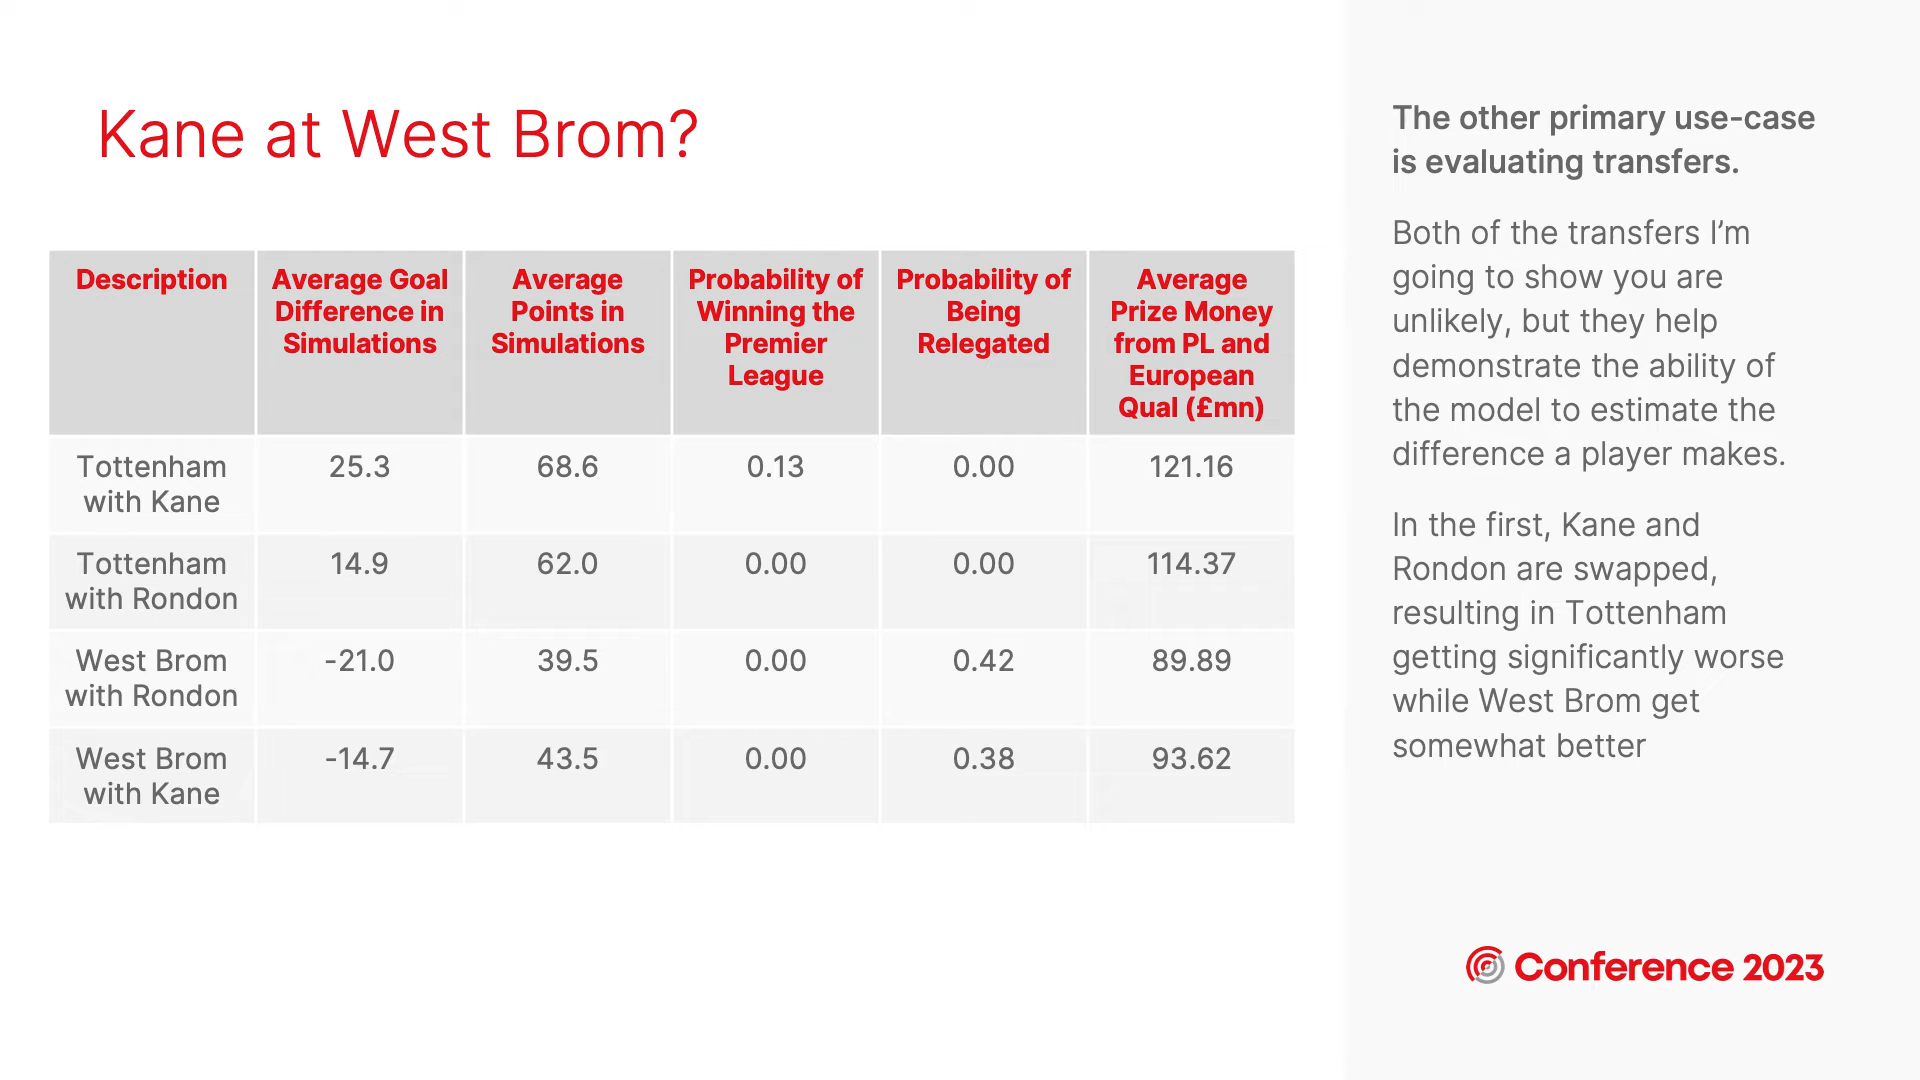 Kane at West Brom?
Description
Average Goal
Difference in
Simulations
Average
Points in
Simulations
Probability of
Winning the
Premier
League
Probability of
Being
Relegated
Average
Prize Money
from PL and
European
Qual (£mn)
Tottenham
with Kane
25.3
68.6
0.13
0.00
121.16
Tottenham
with Rondon
14.9
62.0
0.00
0.00
114.37
West Brom
with Rondon
-21.0
39.5
0.00
0.42
89.89
West Brom
with Kane
-14.7
43.5
0.00
0.38
93.62
The other primary use-case
is evaluating transfers.
Both of the transfers I’m
going to show you are
unlikely, but they help
demonstrate the ability of
the model to estimate the
difference a player makes.
In the first, Kane and
Rondon are swapped,
resulting in Tottenham
getting significantly worse
while West Brom get
somewhat better
Conference 2023